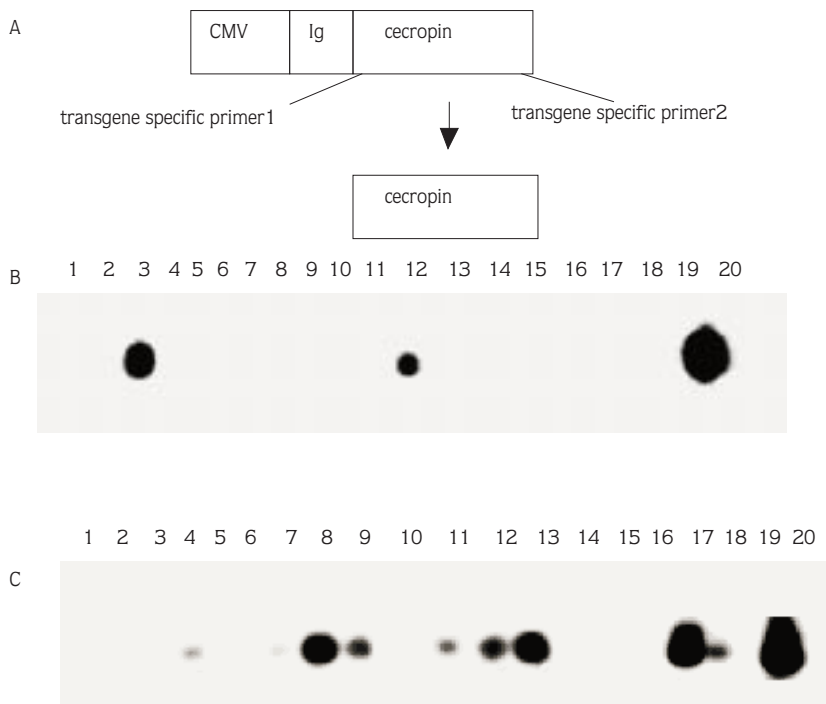 A
CMV Ig cecropin
transgene specific primer1
transgene specific primer2
cecropin
B
1 2 3 4 5 6 7 8 9 10 11 12 13 14 15 16 17 18 19 20
1 2 3 4 5 6 7 8 9 10 11 12 13 14 15 16 17 18 19 20
C